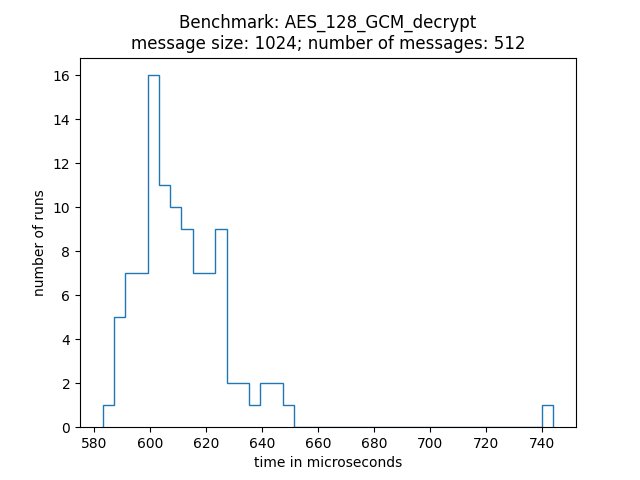 Benchmark: AES_128_GCM_decrypt
message size: 1024; number of messages: 512
16
14
12
10
8
6
4
2
0
number of runs
580 600 620 640 660 680 700 720 740
time in microseconds